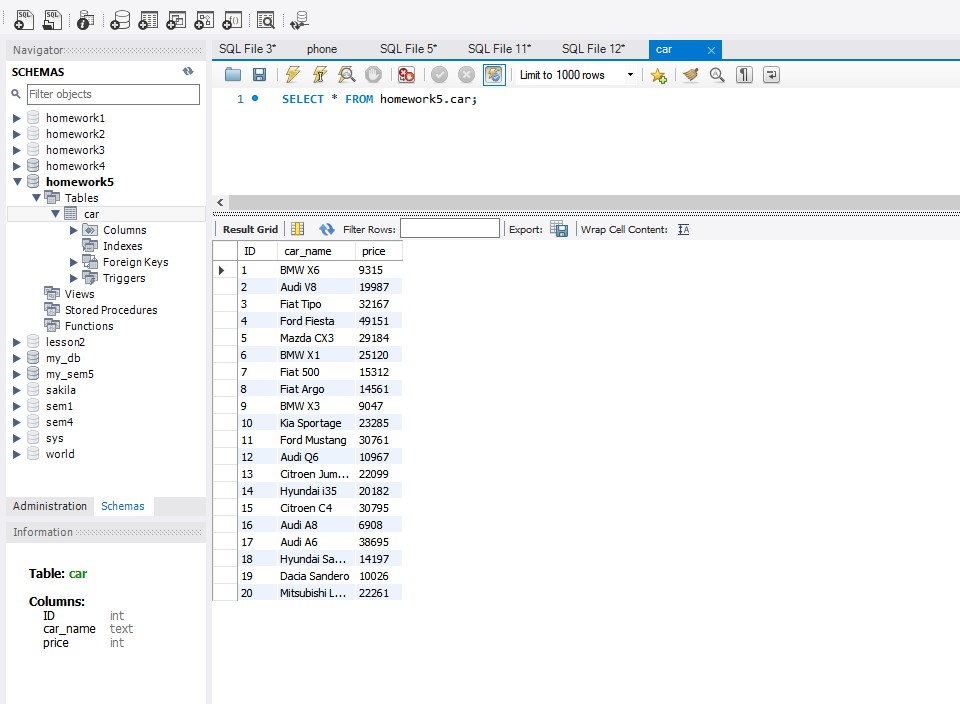 Navigator
SCHEMAS
Filter objects
homework1
homework2
homework3
homework4
homework5
Tables
car
Columns
Indexes
Foreign Keys
Triggers
Views
Stored Procedures
Functions
lesson2
my_db
my_sem5
sakila
sem1
sem4
sys
world
Administration Schemas
Information
Table: car
Columns:
ID int
car_name text
price int
SQL File 3* phone SQL File 5* SQL File 11* SQL File 12* car
Limit to 1000 rows
1 SELECT * FROM homework5.car;
Result Grid Filter Rows: Export: Wrap Cell Content:
ID car_name price
1 BMW X6 9315
2 Audi V8 19987
3 Fiat Tipo 32167
4 Ford Fiesta 49151
5 Mazda CX3 29184
6 BMW X1 25120
7 Fiat 500 15312
8 Fiat Argo 14561
9 BMW X3 9047
10 Kia Sportage 23285
11 Ford Mustang 30761
12 Audi Q6 10967
13 Citroen Jum... 22099
14 Hyundai i35 20182
15 Citroen C4 30795
16 Audi A8 6908
17 Audi A6 38695
18 Hyundai Sa... 14197
19 Dacia Sandero 10026
20 Mitsubishi L... 22261